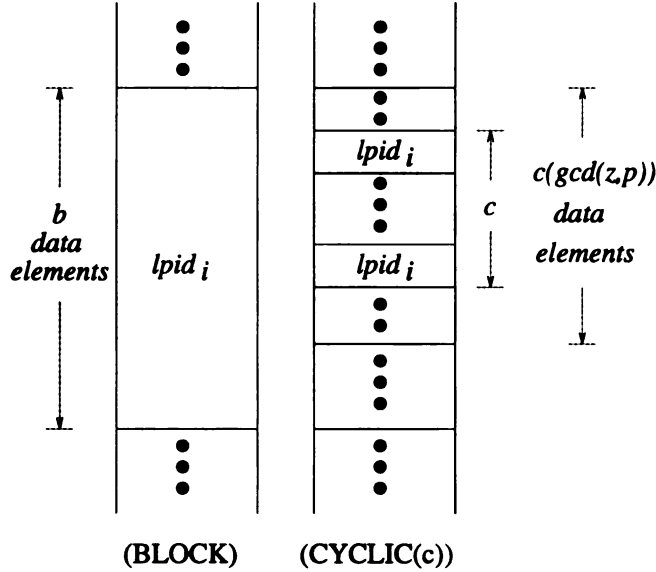 b
data
elements
lpid i
lpid i
lpid i
c
c(gcd(z,p))
data
elements
(BLOCK)
(CYCLIC(c))